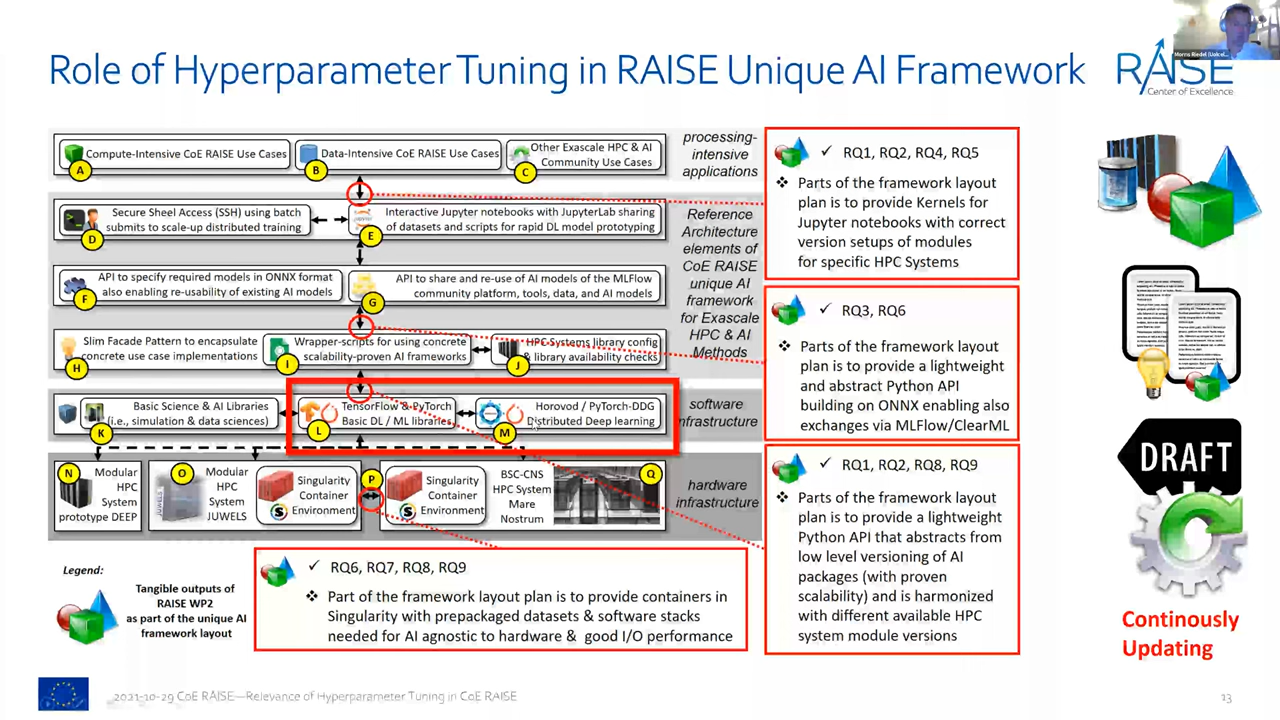 Morris Riedel
Role of Hyperparameter Tuning in RAISE Unique AI Framework
RAISE
Center of Excellence
Compute-Intensive CoE RAISE Use Cases
A
Data-Intensive CoE RAISE Use Cases
B
Other Exascale HPC & AI
Community Use Cases
C
processing-
intensive
applications
Secure Sheel Access (SSH) using batch
submits to scale-up distributed training
D
Interactive Jupyter notebooks with JupyterLab sharing
of datasets and scripts for rapid DL model prototyping
E
API to specify required models in ONNX format
also enabling re-usability of existing AI models
F
API to share and re-use of AI models of the MLFlow
community platform, tools, data, and AI models
G
Slim Facade Pattern to encapsulate
concrete use case implementations
H
Wrapper-scripts for using concrete
scalability-proven AI frameworks
I
HPC-Systems library config
& library availability checks
J
Reference
Architecture
elements of
CoE RAISE
unique AI
framework
for Exascale
HPC & AI
Methods
Basic Science & AI Libraries
(i.e., simulation & data sciences)
K
TensorFlow & PyTorch
Basic DL / ML libraries
L
Horovod / PyTorch-DDG
Distributed Deep learning
M
software
infrastructure
N
Modular
HPC
System
prototype DEEP
O
Modular
HPC
System
JUWELS
JUWELS
Singularity
Container
Environment
S
P
Singularity
Container
Environment
S
BSC-CNS
HPC System
Mare
Nostrum
Q
hardware
infrastructure
✓ RQ1, RQ2, RQ4, RQ5
❖ Parts of the framework layout
plan is to provide Kernels for
Jupyter notebooks with correct
version setups of modules
for specific HPC Systems
✓ RQ3, RQ6
❖ Parts of the framework layout
plan is to provide a lightweight
and abstract Python API
building on ONNX enabling also
exchanges via MLFlow/ClearML
✓ RQ1, RQ2, RQ8, RQ9
❖ Parts of the framework layout
plan is to provide a lightweight
Python API that abstracts from
low level versioning of AI
packages (with proven
scalability) and is harmonized
with different available HPC
system module versions
Legend:
Tangible outputs of
RAISE WP2
as part of the unique AI
framework layout
✓ RQ6, RQ7, RQ8, RQ9
❖ Part of the framework layout plan is to provide containers in
Singularity with prepackaged datasets & software stacks
needed for AI agnostic to hardware & good I/O performance
DRAFT
Continously
Updating
2021-10-29 CoE RAISE—Relevance of Hyperparameter Tuning in CoE RAISE
13